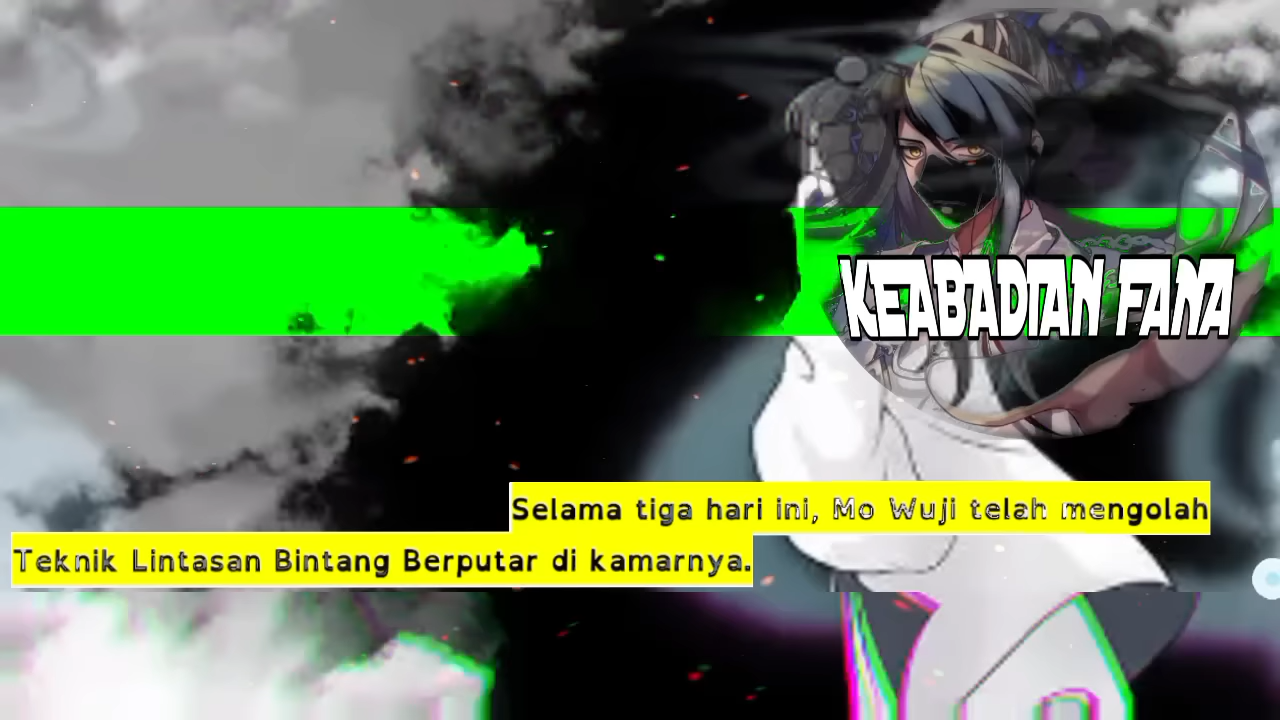 KEABADIAN FANA
Selama tiga hari ini, Mo Wuji telah mengolah
Teknik Lintasan Bintang Berputar di kamarnya.